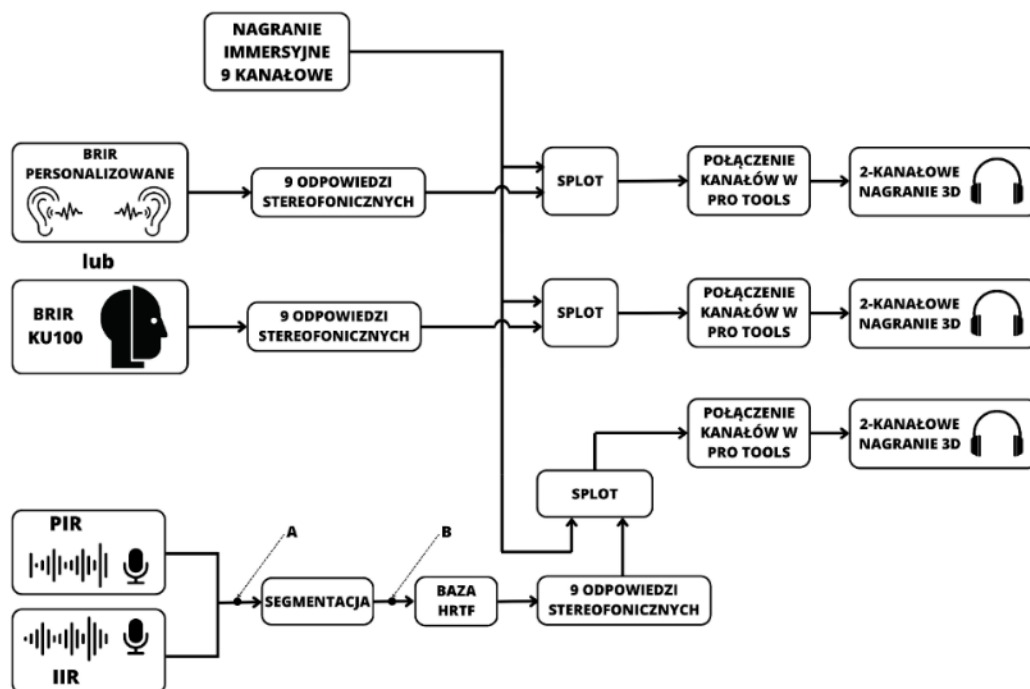 NAGRANIE
IMMERSYJNE
9 KANAŁOWE
BRIR
PERSONALIZOWANE
9 ODPOWIEDZI
STEREOFONICZNYCH
SPLOT
POŁĄCZENIE
KANAŁÓW W
PRO TOOLS
2-KANAŁOWE
NAGRANIE 3D
lub
BRIR
KU100
9 ODPOWIEDZI
STEREOFONICZNYCH
SPLOT
POŁĄCZENIE
KANAŁÓW W
PRO TOOLS
2-KANAŁOWE
NAGRANIE 3D
POŁĄCZENIE
KANAŁÓW W
PRO TOOLS
2-KANAŁOWE
NAGRANIE 3D
SPLOT
PIR
A
B
SEGMENTACJA
BAZA
HRTF
9 ODPOWIEDZI
STEREOFONICZNYCH
IIR